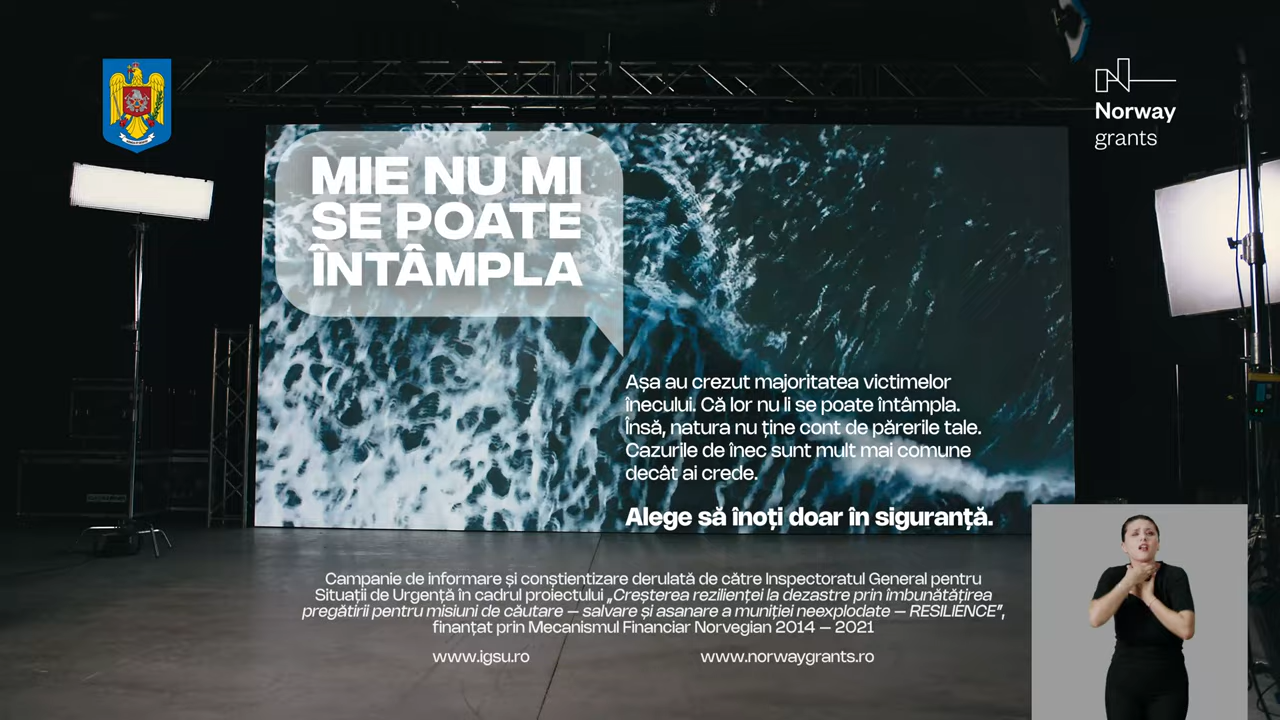 Norway
grants
MIE NU MI
SE POATE
ÎNTÂMPLA
Așa au crezut majoritatea victimelor
înecului. Că lor nu li se poate întâmpla.
Însă, natura nu ține cont de părerile tale.
Cazurile de înec sunt mult mai comune
decât ai crede.
Alege să înoți doar în siguranță.
Campanie de informare și conștientizare derulată de către Inspectoratul General pentru
Situații de Urgență în cadrul proiectului „Creșterea rezilienței la dezastre prin îmbunătățirea
pregătirii pentru misiuni de căutare – salvare și asanare a muniției neexplodate – RESILIENCE”,
finanțat prin Mecanismul Financiar Norvegian 2014 – 2021
www.igsu.ro
www.norwaygrants.ro